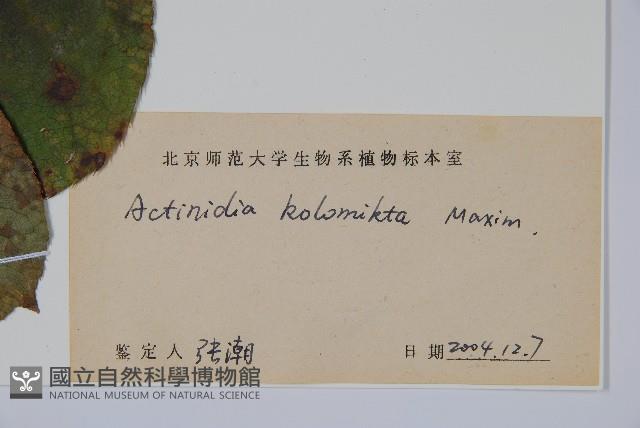 北京师范大学生物系植物标本室
Actinidia kolomikta Maxim.
鉴定人 张潮 日期 2004.12.7
國立自然科學博物館
NATIONAL MUSEUM OF NATURAL SCIENCE